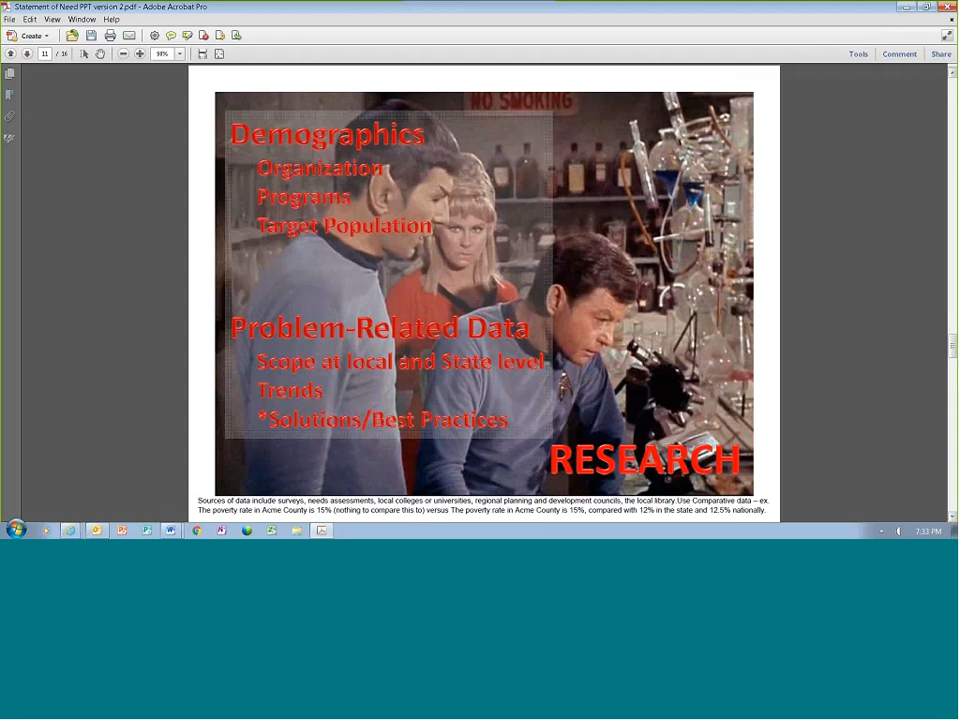 Statement of Need PPT version 2.pdf - Adobe Acrobat Pro
File Edit View Window Help
Create
11 / 16 98% Tools Comment Share
NO SMOKING
Demographics
Organization
Programs
Target Population
Problem-Related Data
Scope at local and State level
Trends
*Solutions/Best Practices
RESEARCH
Sources of data include surveys, needs assessments, local colleges or universities, regional planning and development councils, the local library.Use Comparative data – ex.
The poverty rate in Acme County is 15% (nothing to compare this to) versus The poverty rate in Acme County is 15%, compared with 12% in the state and 12.5% nationally.
7:33 PM